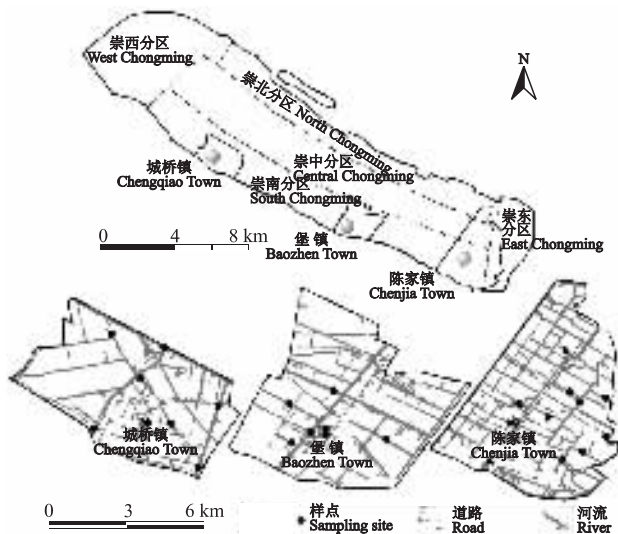 崇西分区
West Chongming
N
崇北分区 North Chongming
城桥镇
Chengqiao Town
崇中分区
Central Chongming
崇南分区
South Chongming
崇东
分区
East Chongming
0 4 8 km
堡 镇
Baozhen Town
陈家镇
Chenjia Town
城桥镇
Chengqiao Town
堡 镇
Baozhen Town
陈家镇
Chenjia Town
0 3 6 km
样点
Sampling site
道路
Road
河流
River